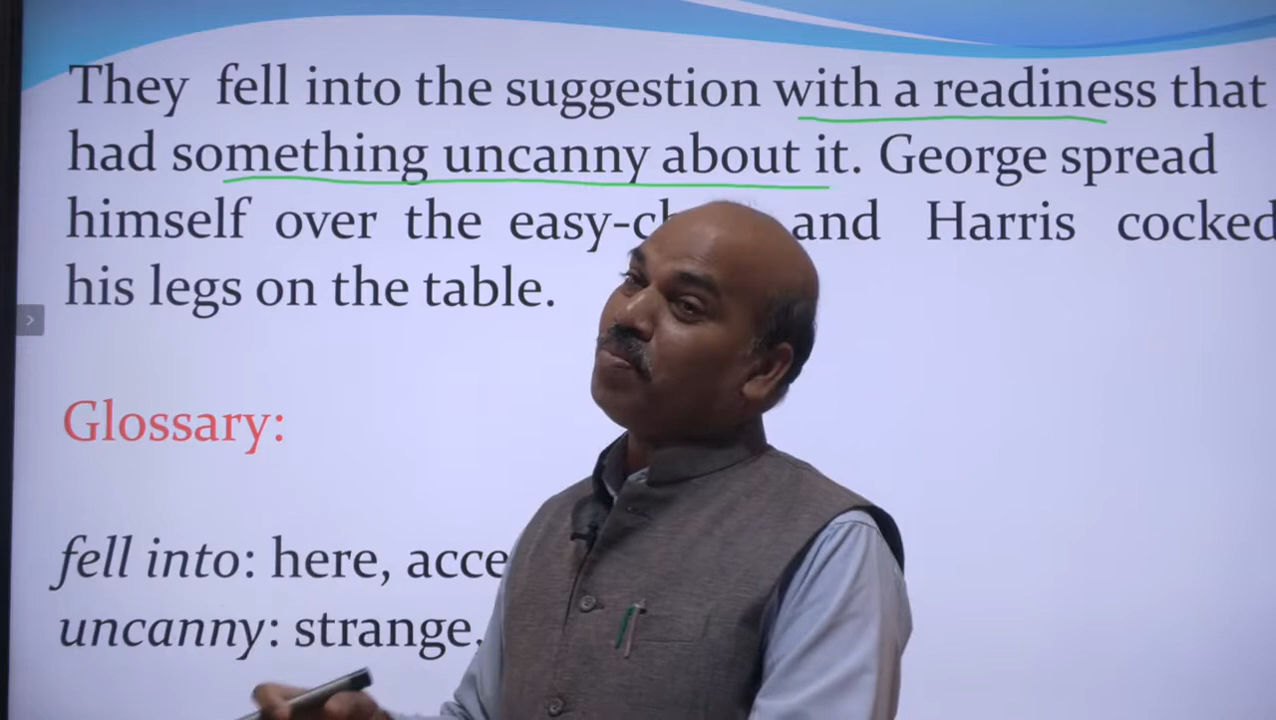 They fell into the suggestion with a readiness that
had something uncanny about it. George spread
himself over the and Harris cocked
his legs on the table.
Glossary:
fell into: here,
uncanny: strange.